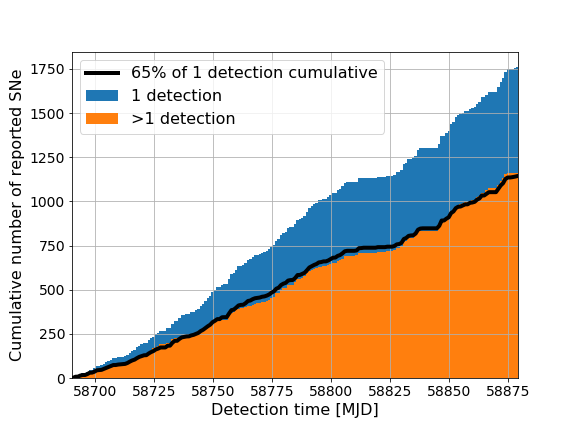 65% of 1 detection cumulative
1 detection
>1 detection
Cumulative number of reported SNe
1750
1500
1250
1000
750
500
250
0
58700 58725 58750 58775 58800 58825 58850 58875
Detection time [MJD]